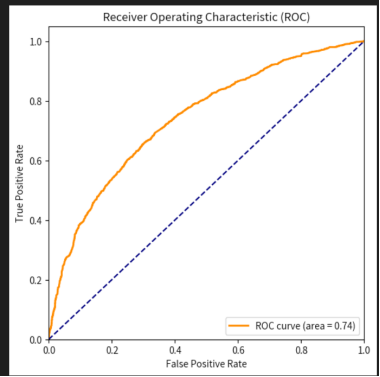 Receiver Operating Characteristic (ROC)
1.0
0.8
0.6
0.4
0.2
0.0
True Positive Rate
ROC curve (area = 0.74)
0.0 0.2 0.4 0.6 0.8 1.0
False Positive Rate